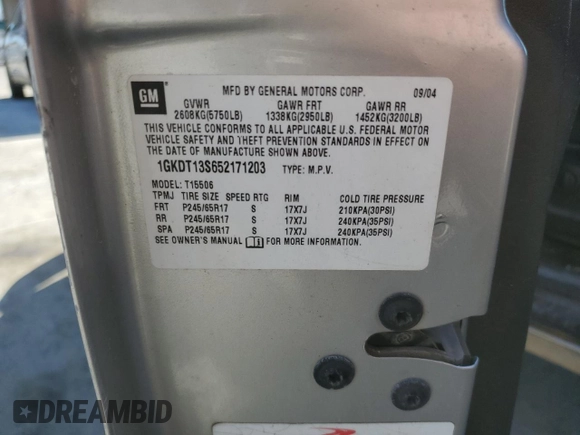 GM
MFD BY GENERAL MOTORS CORP. 09/04
GVWR GAWR FRT GAWR RR
2608KG(5750LB) 1338KG(2950LB) 1452KG(3200LB)
THIS VEHICLE CONFORMS TO ALL APPLICABLE U.S. FEDERAL MOTOR
VEHICLE SAFETY AND THEFT PREVENTION STANDARDS IN EFFECT ON
THE DATE OF MANUFACTURE SHOWN ABOVE.
1GKDT13S652171203 TYPE: M.P.V.
MODEL: T15506
TPMJ TIRE SIZE SPEED RTG RIM COLD TIRE PRESSURE
FRT P245/65R17 S 17X7J 210KPA(30PSI)
RR P245/65R17 S 17X7J 240KPA(35PSI)
SPA P245/65R17 S 17X7J 240KPA(35PSI)
SEE OWNER'S MANUAL FOR MORE INFORMATION.
DREAMBID